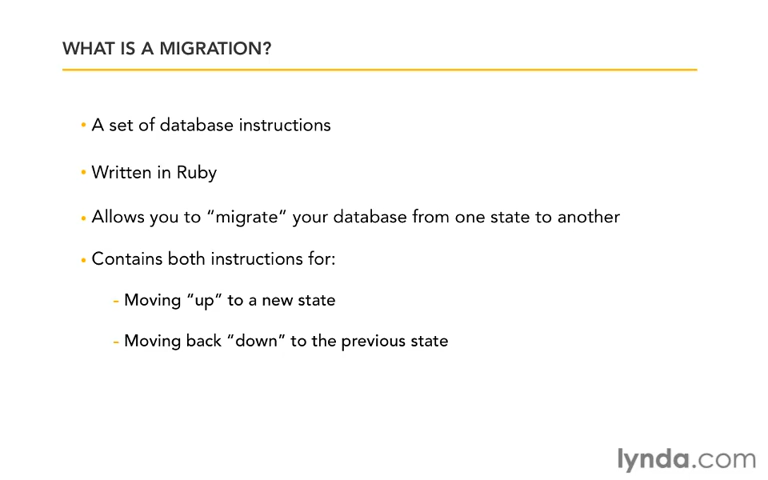 WHAT IS A MIGRATION?
• A set of database instructions
• Written in Ruby
• Allows you to “migrate” your database from one state to another
• Contains both instructions for:
– Moving “up” to a new state
– Moving back “down” to the previous state
lynda.com